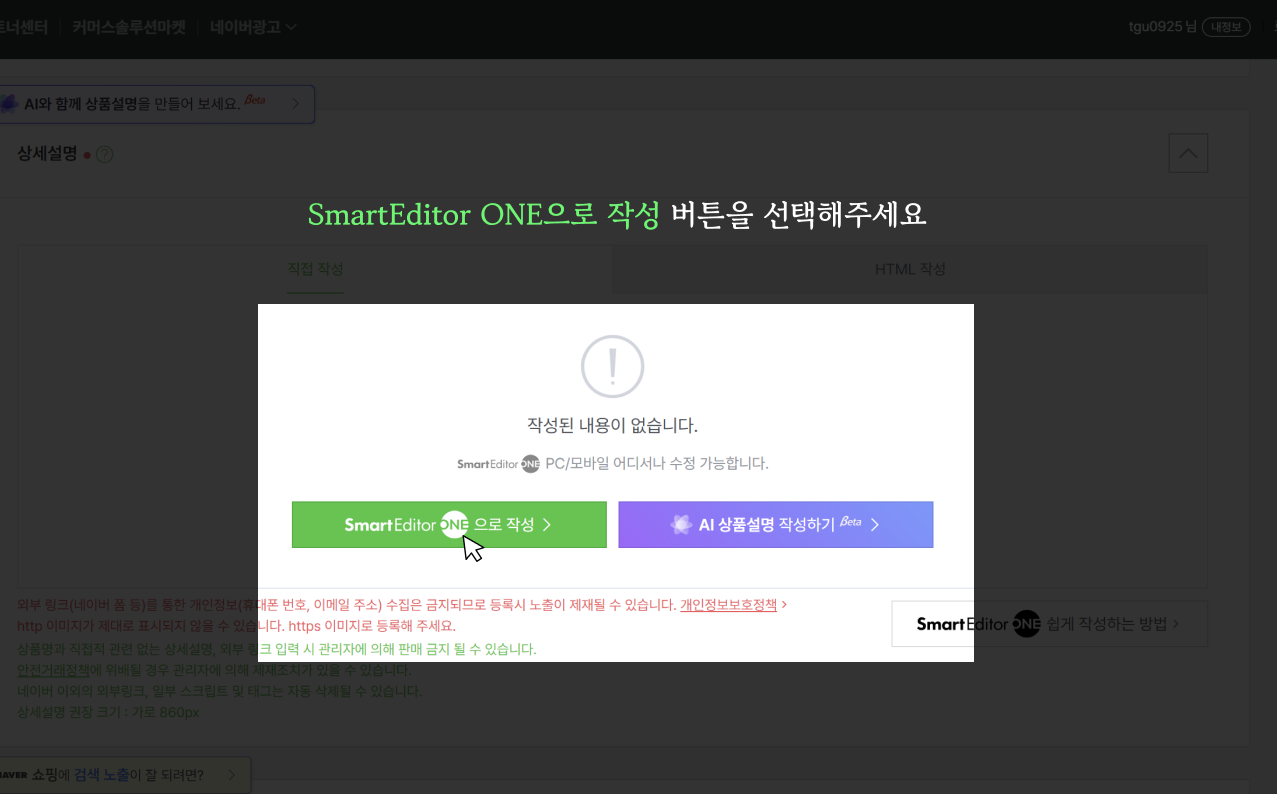 트너센터 커머스솔루션마켓 네이버광고
tgu0925 님 내정보
AI와 함께 상품설명을 만들어 보세요. Beta
상세설명
SmartEditor ONE으로 작성 버튼을 선택해주세요
직접 작성 HTML 작성
작성된 내용이 없습니다.
SmartEditor ONE PC/모바일 어디서나 수정 가능합니다.
SmartEditor ONE 으로 작성
AI 상품설명 작성하기 Beta
외부 링크(네이버 폼 등)를 통한 개인정보(휴대폰 번호, 이메일 주소) 수집은 금지되므로 등록시 노출이 제재될 수 있습니다. 개인정보보호정책
http 이미지가 제대로 표시되지 않을 수 있습니다. https 이미지로 등록해 주세요.
상품명과 직접적 관련 없는 상세설명, 외부 링크 입력 시 관리자에 의해 판매 금지 될 수 있습니다.
안전거래정책에 위배될 경우 관리자에 의해 제재조치가 있을 수 있습니다.
네이버 이외의 외부링크, 일부 스크립트 및 태그는 자동 삭제될 수 있습니다.
상세설명 권장 크기 : 가로 860px
SmartEditor ONE 쉽게 작성하는 방법
NAVER 쇼핑에 검색 노출이 잘 되려면?